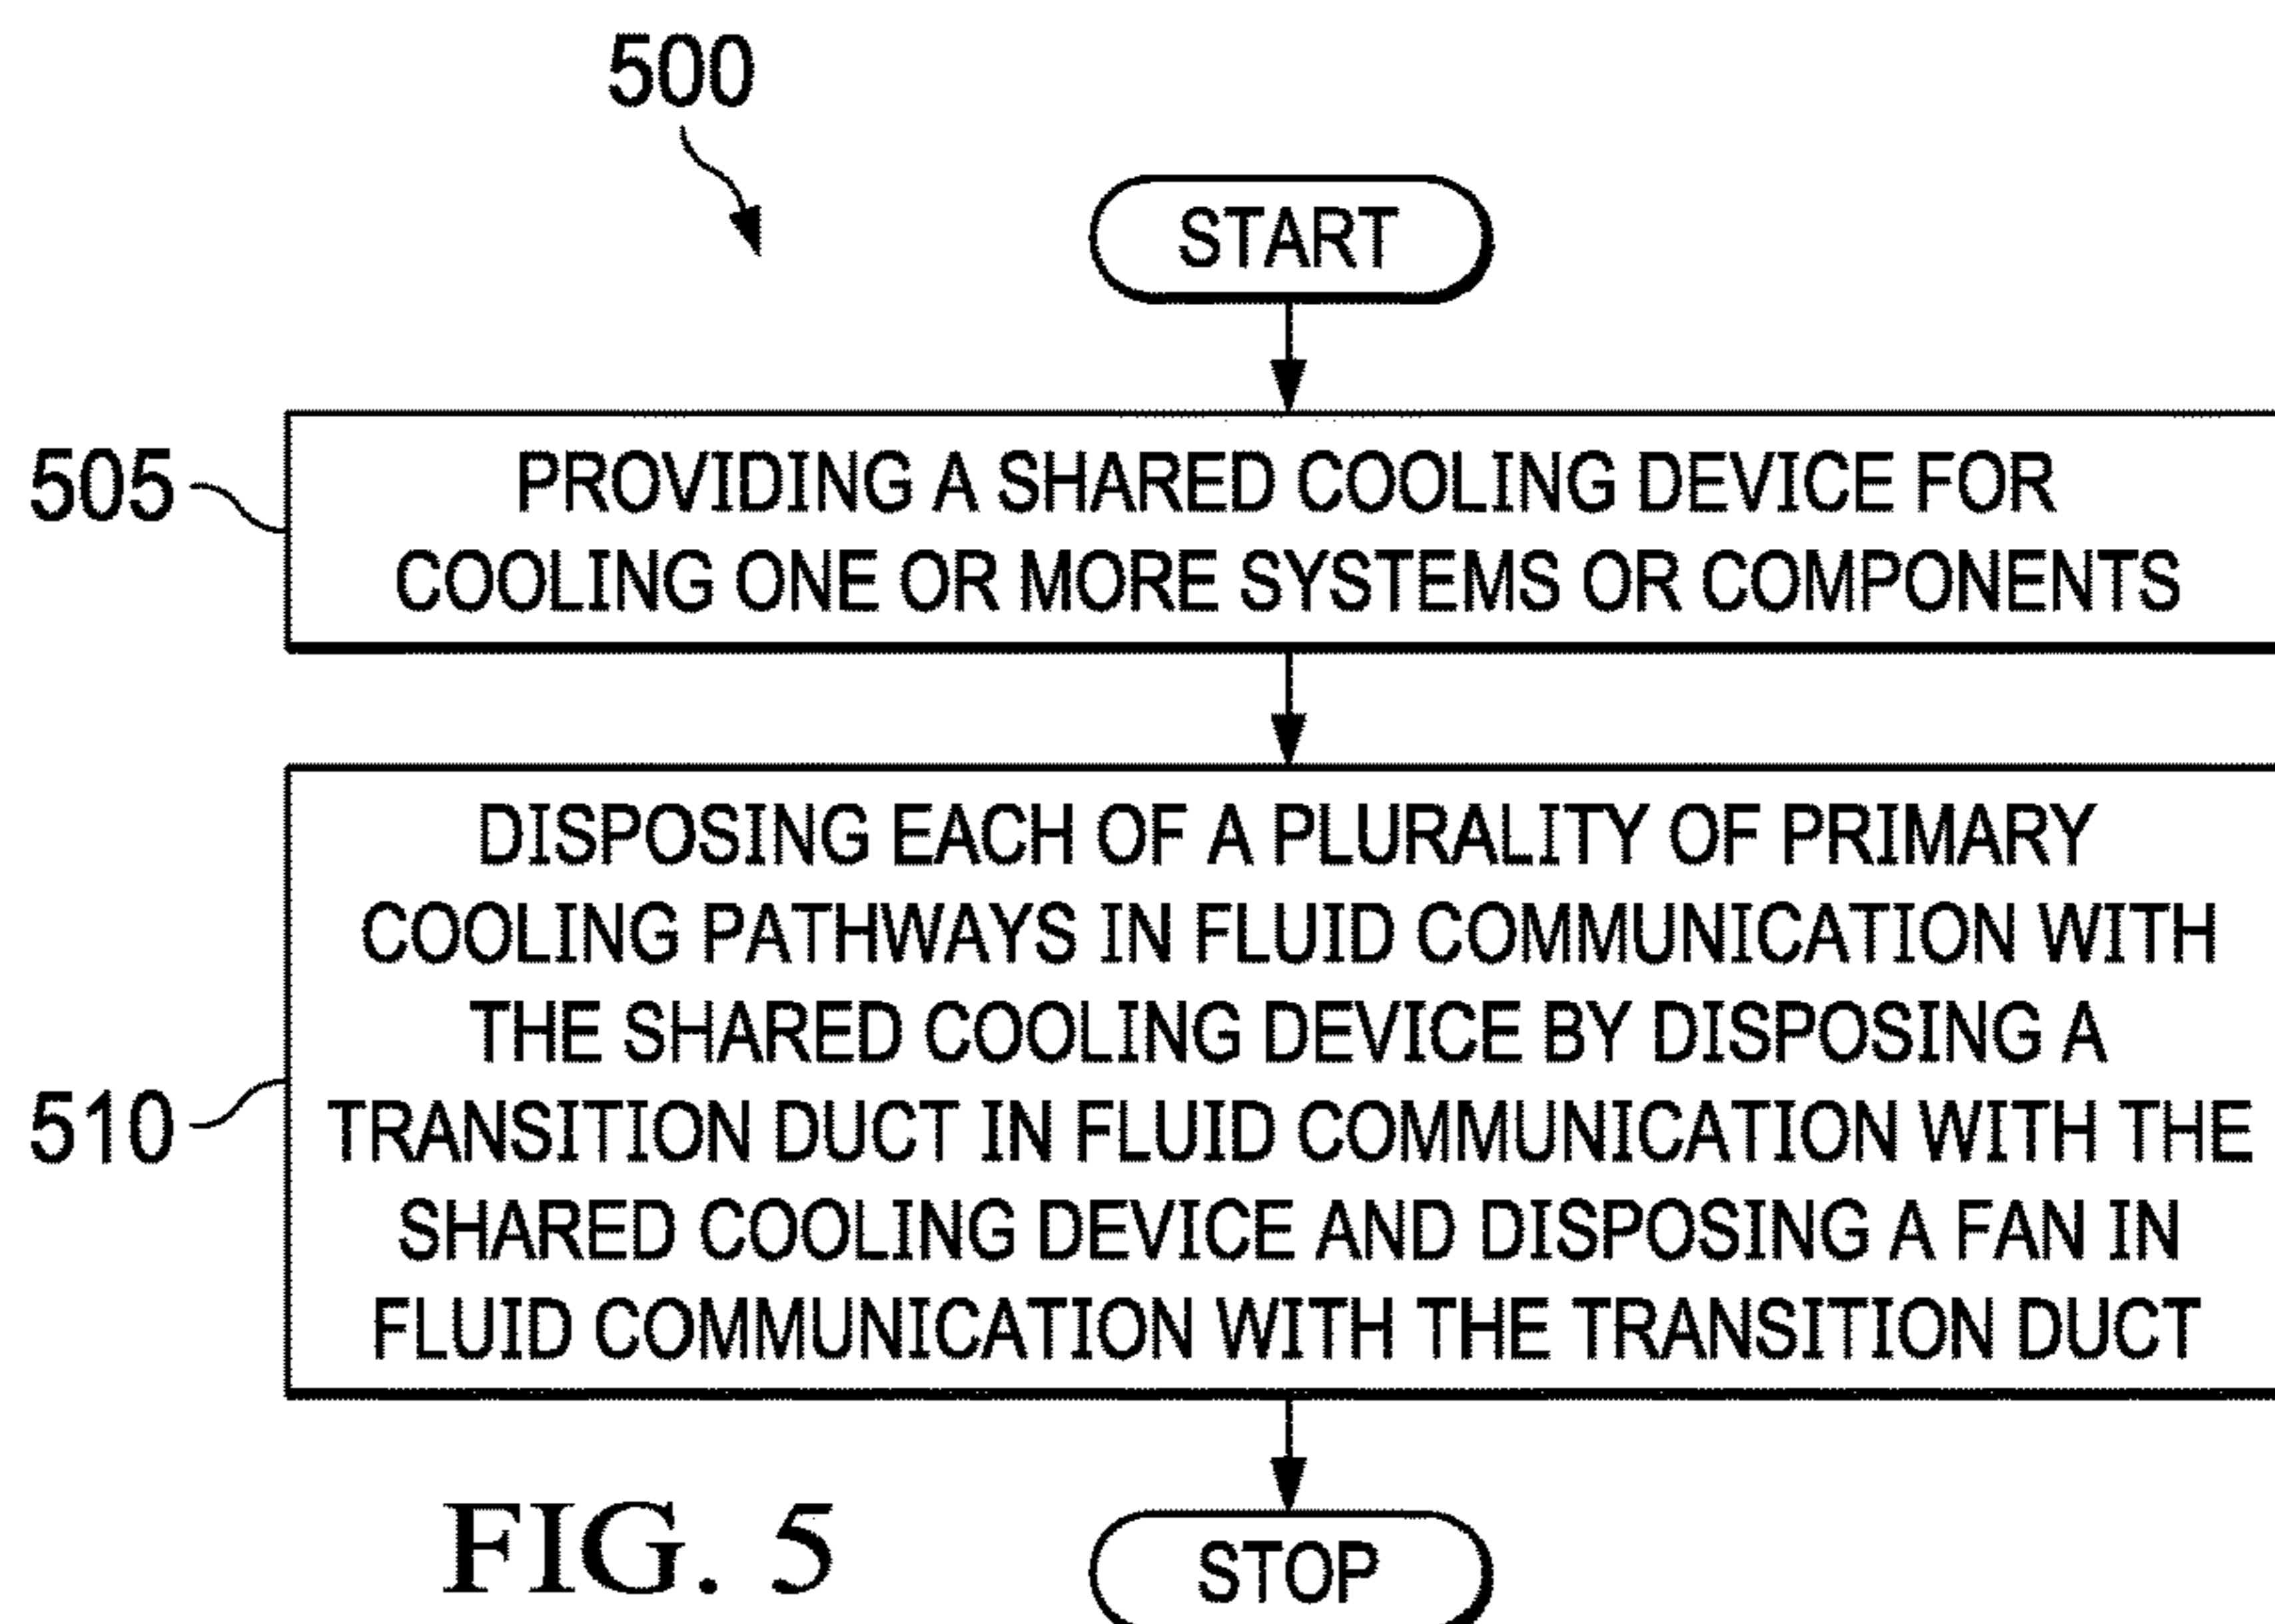 500
START
505
PROVIDING A SHARED COOLING DEVICE FOR
COOLING ONE OR MORE SYSTEMS OR COMPONENTS
510
DISPOSING EACH OF A PLURALITY OF PRIMARY
COOLING PATHWAYS IN FLUID COMMUNICATION WITH
THE SHARED COOLING DEVICE BY DISPOSING A
TRANSITION DUCT IN FLUID COMMUNICATION WITH THE
SHARED COOLING DEVICE AND DISPOSING A FAN IN
FLUID COMMUNICATION WITH THE TRANSITION DUCT
STOP
FIG. 5